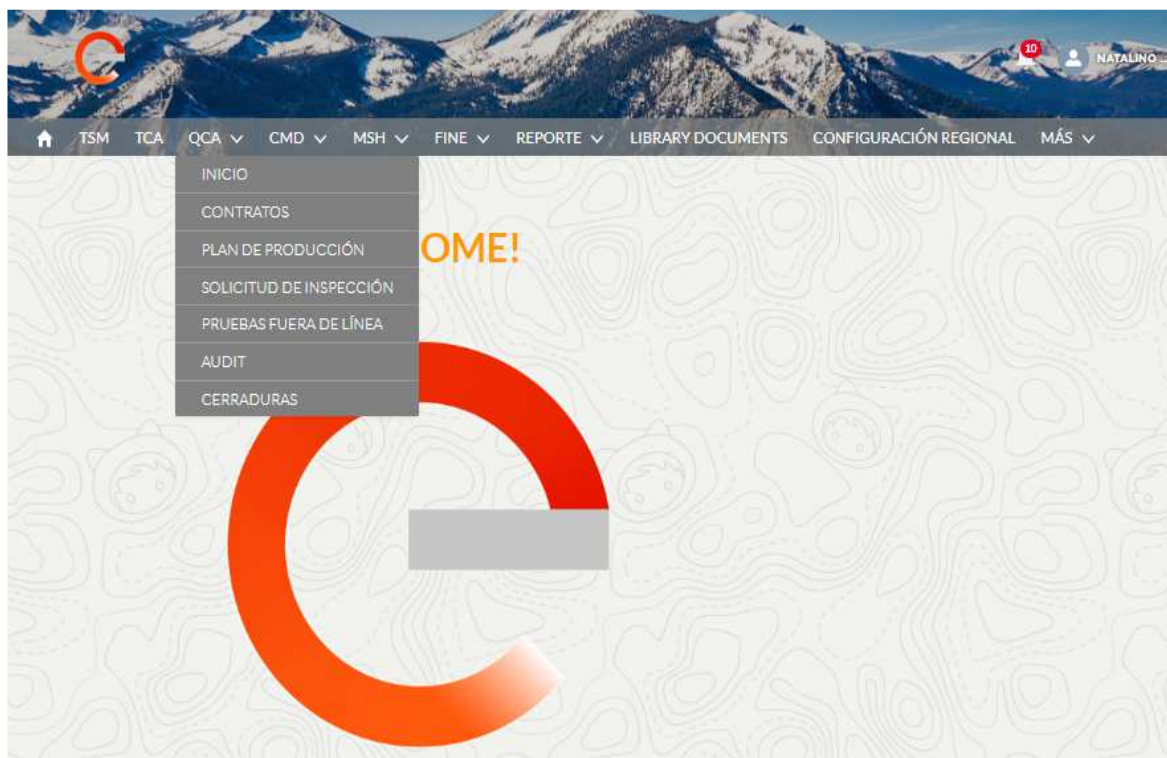 10
NATALINO ...
TSM TCA QCA CMD MSH FINE REPORTE LIBRARY DOCUMENTS CONFIGURACIÓN REGIONAL MÁS
INICIO
CONTRATOS
PLAN DE PRODUCCIÓN
OME!
SOLICITUD DE INSPECCIÓN
PRUEBAS FUERA DE LÍNEA
AUDIT
CERRADURAS